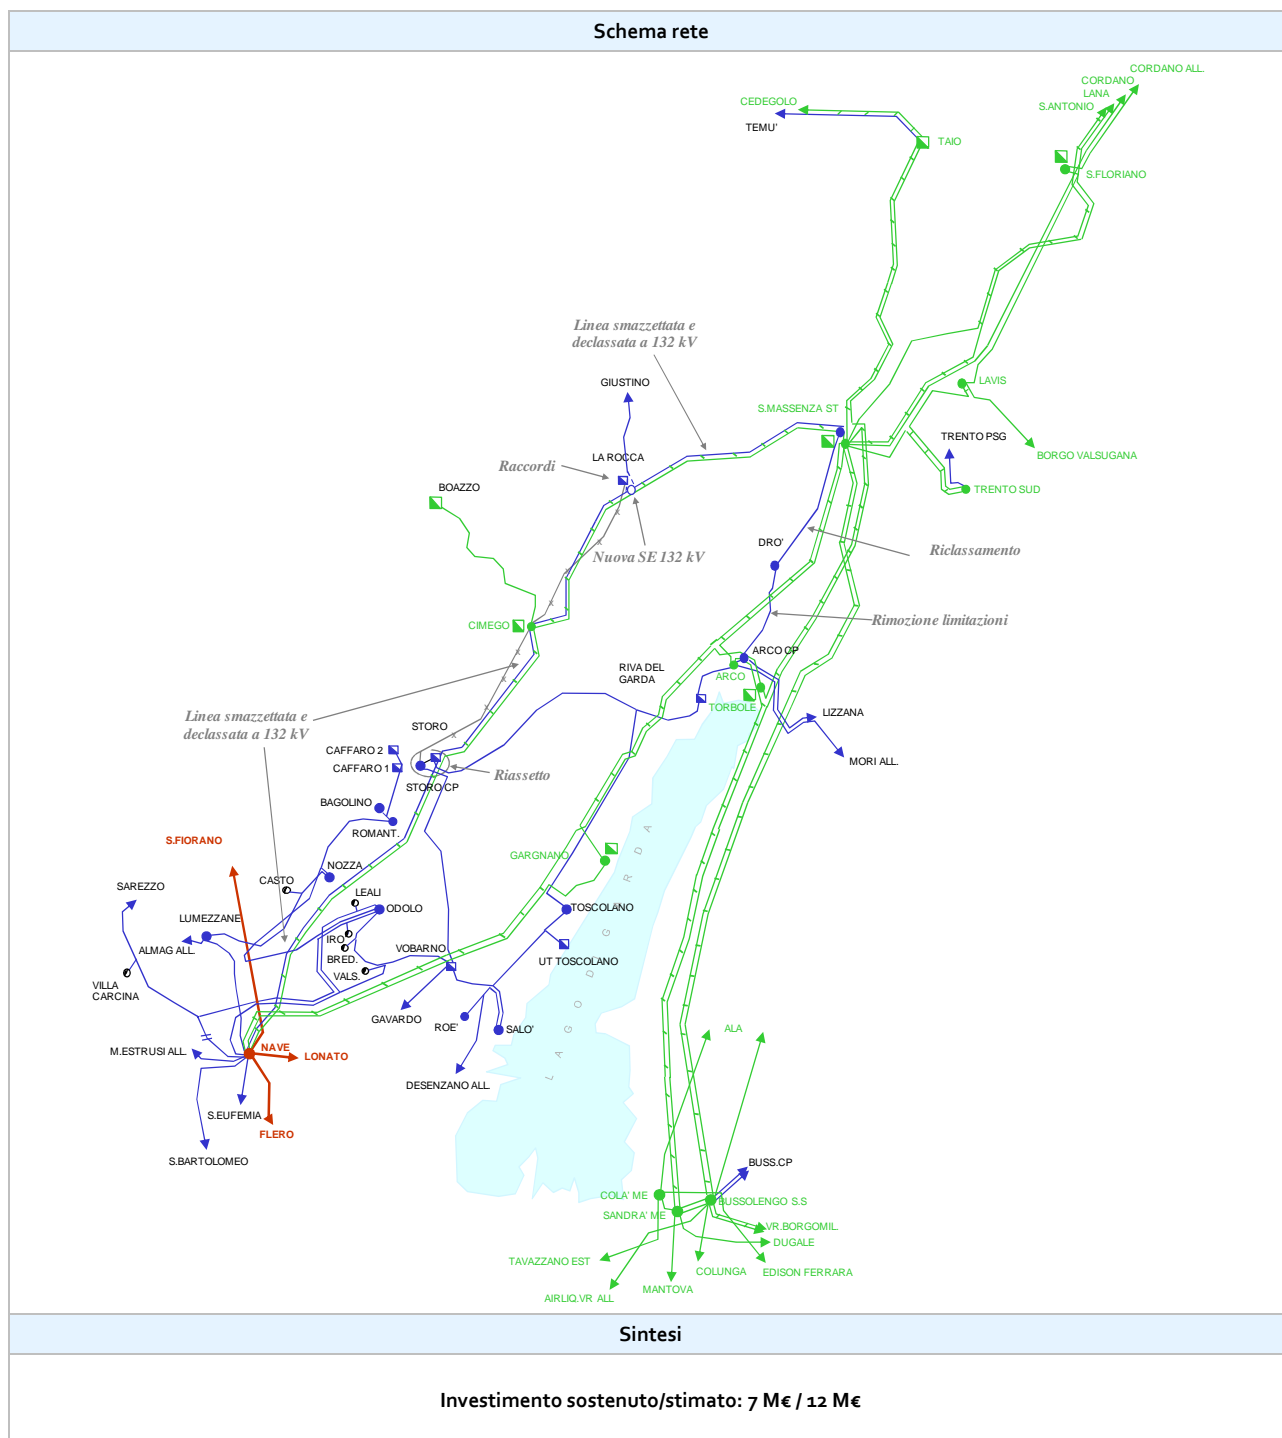 Schema rete
CORDANO ALL.
CORDANO
LANA
S.ANTONIO
CEDEGOLO
TEMU'
TAIO
S.FLORIANO
Linea smazzettata e
declassata a 132 kV
GIUSTINO
LAVIS
S.MASSENZA ST
TRENTO PSG
BORGO VALSUGANA
LA ROCCA
Raccordi
BOAZZO
TRENTO SUD
DRO'
Nuova SE 132 kV
Riclassamento
CIMEGO
Rimozione limitazioni
ARCO CP
RIVA DEL
GARDA
ARCO
TORBOLE
LIZZANA
Linea smazzettata e
declassata a 132 kV
STORO
CAFFARO 2
MORI ALL.
CAFFARO 1
Riassetto
STORO CP
BAGOLINO
ROMANT.
S.FIORANO
GARGNANO
NOZZA
CASTO
SAREZZO
LEALI
ODOLO
TOSCOLANO
LUMEZZANE
IRO
ALMAG ALL.
VOBARNO
BRED.
UT TOSCOLANO
VALS.
VILLA
CARCINA
GAVARDO
ROE'
SALO'
LAGO DI GARDA
ALA
NAVE
M.ESTRUSI ALL.
LONATO
DESENZANO ALL.
S.EUFEMIA
FLERO
S.BARTOLOMEO
BUSS.CP
COLA' ME
BUSSOLENGO S.S
SANDRA' ME
VR.BORGOMIL.
DUGALE
TAVAZZANO EST
COLUNGA
EDISON FERRARA
MANTOVA
AIRLIQ.VR ALL
Sintesi
Investimento sostenuto/stimato: 7 M€ / 12 M€